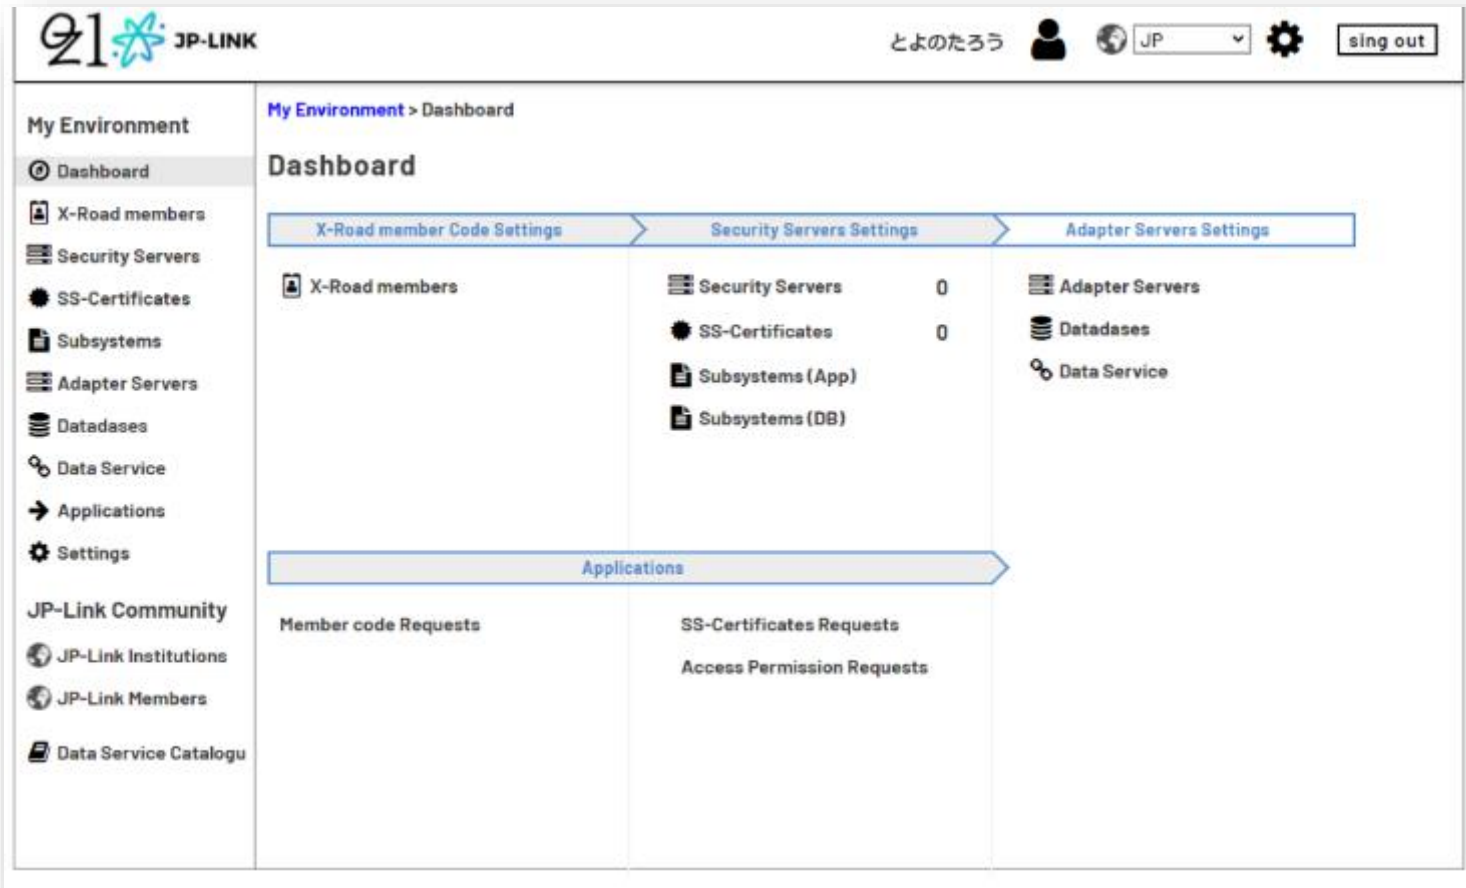 21 JP-LINK
とよのたろう JP sing out
My Environment
Dashboard
X-Road members
Security Servers
SS-Certificates
Subsystems
Adapter Servers
Datadases
Data Service
Applications
Settings
JP-Link Community
JP-Link Institutions
JP-Link Members
Data Service Catalogu
My Environment > Dashboard
Dashboard
X-Road member Code Settings
Security Servers Settings
Adapter Servers Settings
X-Road members
Security Servers 0
SS-Certificates 0
Subsystems (App)
Subsystems (DB)
Adapter Servers
Datadases
Data Service
Applications
Member code Requests
SS-Certificates Requests
Access Permission Requests